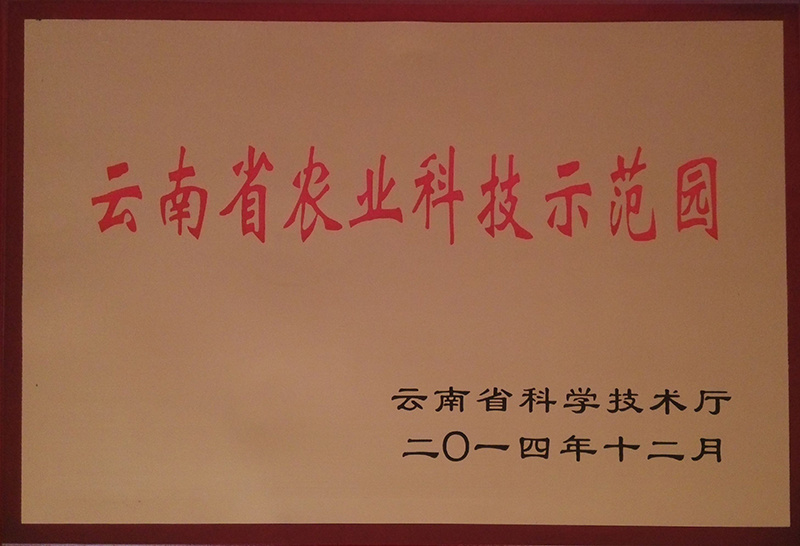 云南省农业科技示范园
云南省科学技术厅
二〇一四年十二月